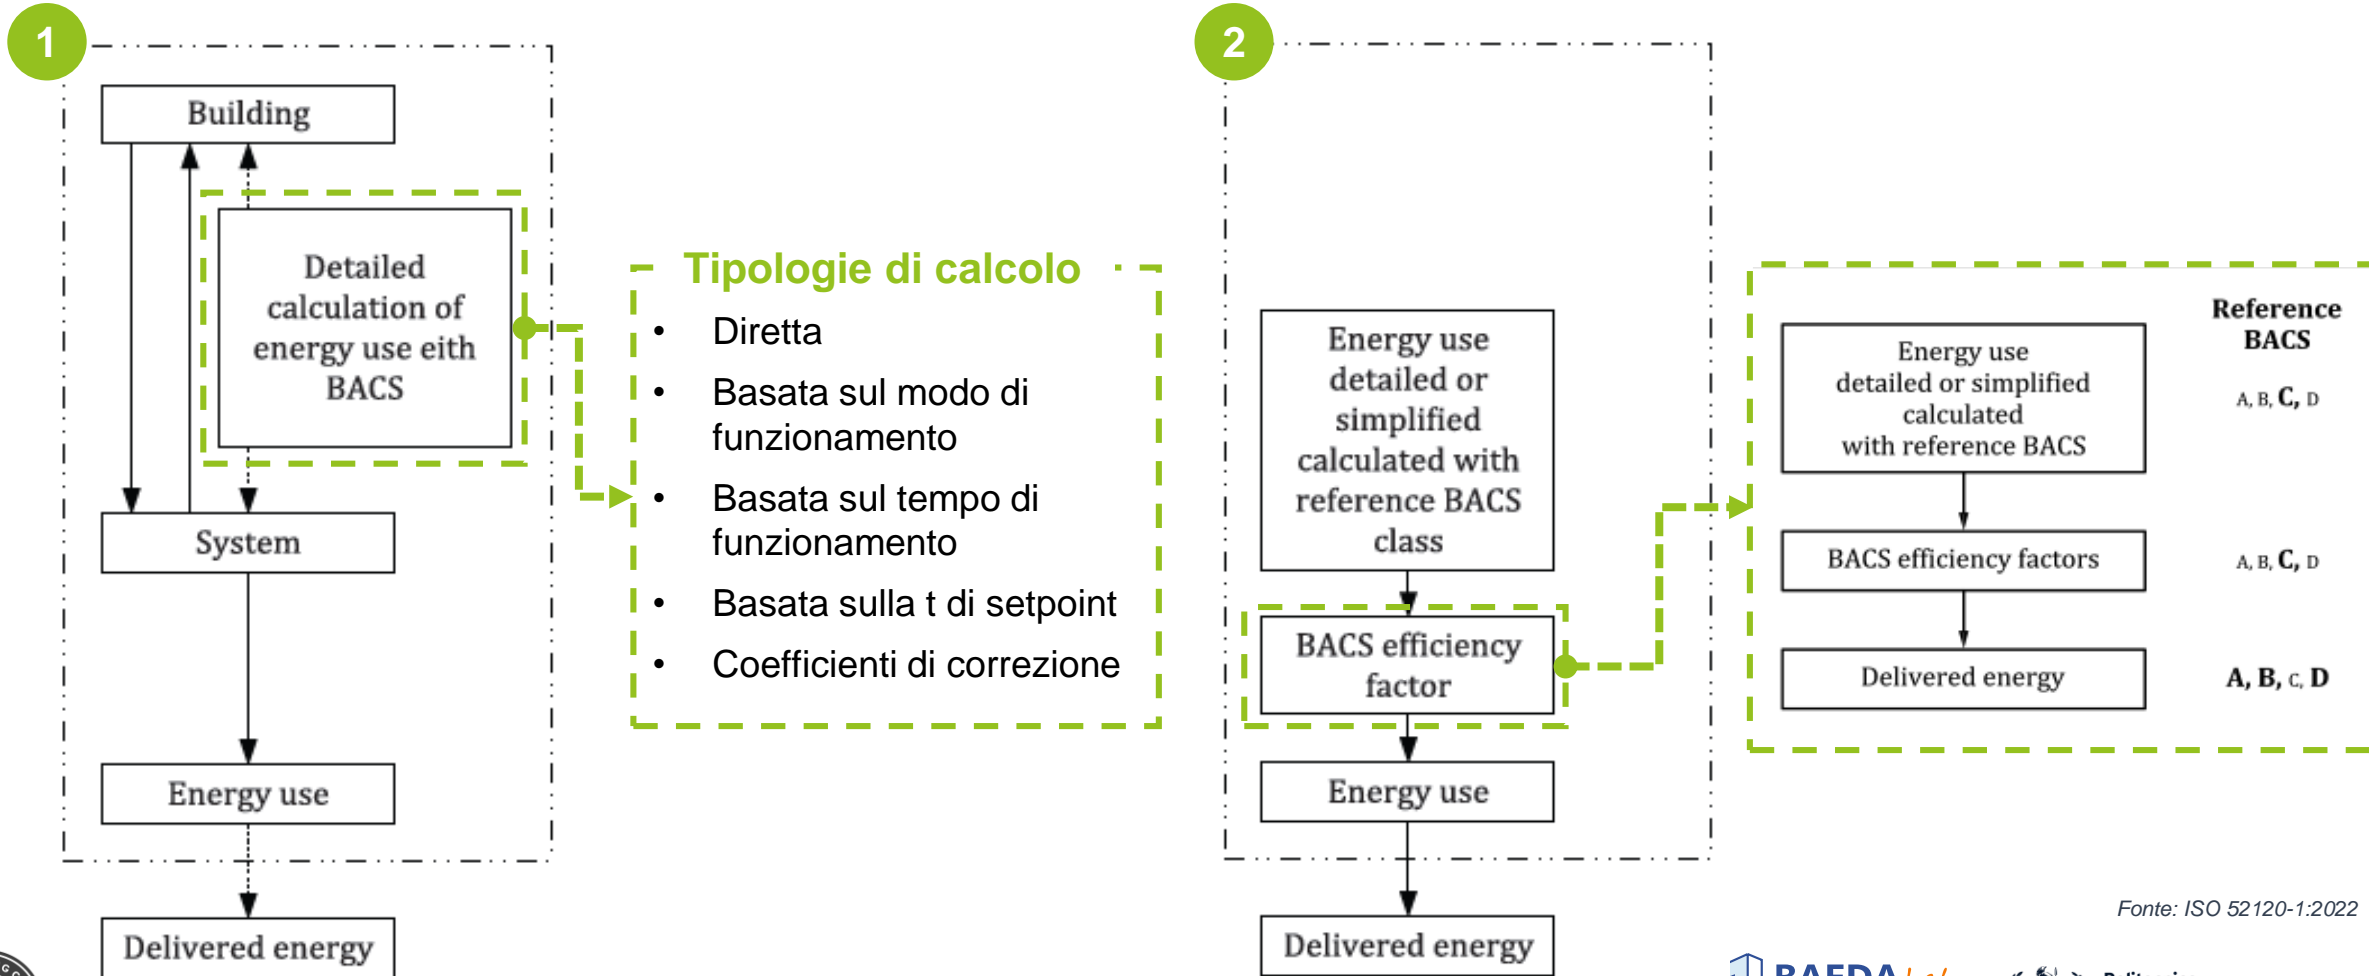 1
Building
Detailed
calculation of
energy use eith
BACS
System
Energy use
Delivered energy
Tipologie di calcolo
• Diretta
• Basata sul modo di
funzionamento
• Basata sul tempo di
funzionamento
• Basata sulla t di setpoint
• Coefficienti di correzione
2
Energy use
detailed or
simplified
calculated with
reference BACS
class
BACS efficiency
factor
Energy use
Delivered energy
Reference
BACS
Energy use
detailed or simplified
calculated
with reference BACS
A, B, C, D
BACS efficiency factors
A, B, C, D
Delivered energy
A, B, C, D
Fonte: ISO 52120-1:2022